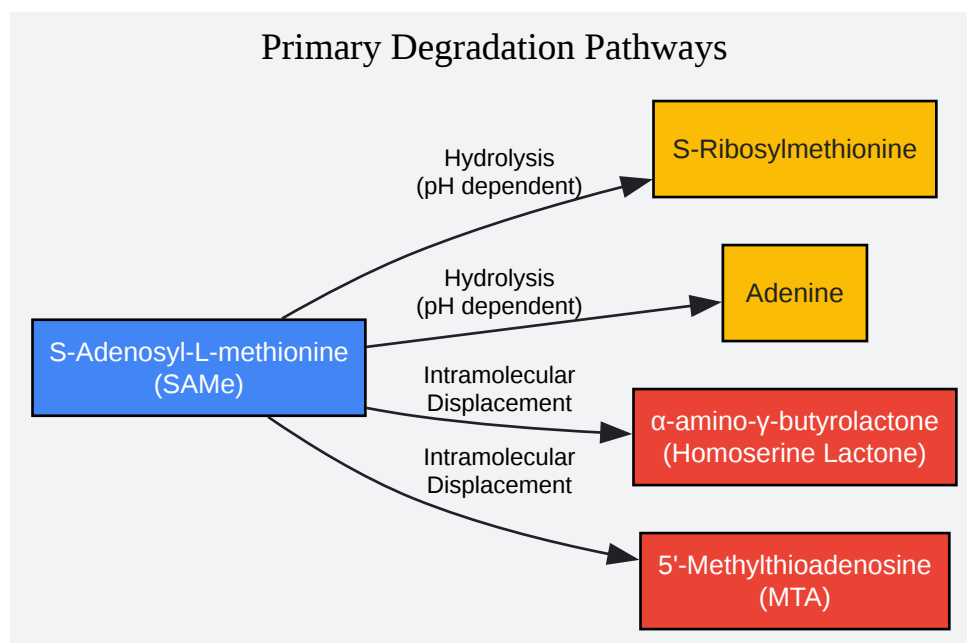 Primary Degradation Pathways
Hydrolysis
(pH dependent)
S-Ribosylmethionine
Hydrolysis
(pH dependent)
Adenine
S-Adenosyl-L-methionine
(SAMe)
Intramolecular
Displacement
α-amino-γ-butyrolactone
(Homoserine Lactone)
Intramolecular
Displacement
5'-Methylthioadenosine
(MTA)